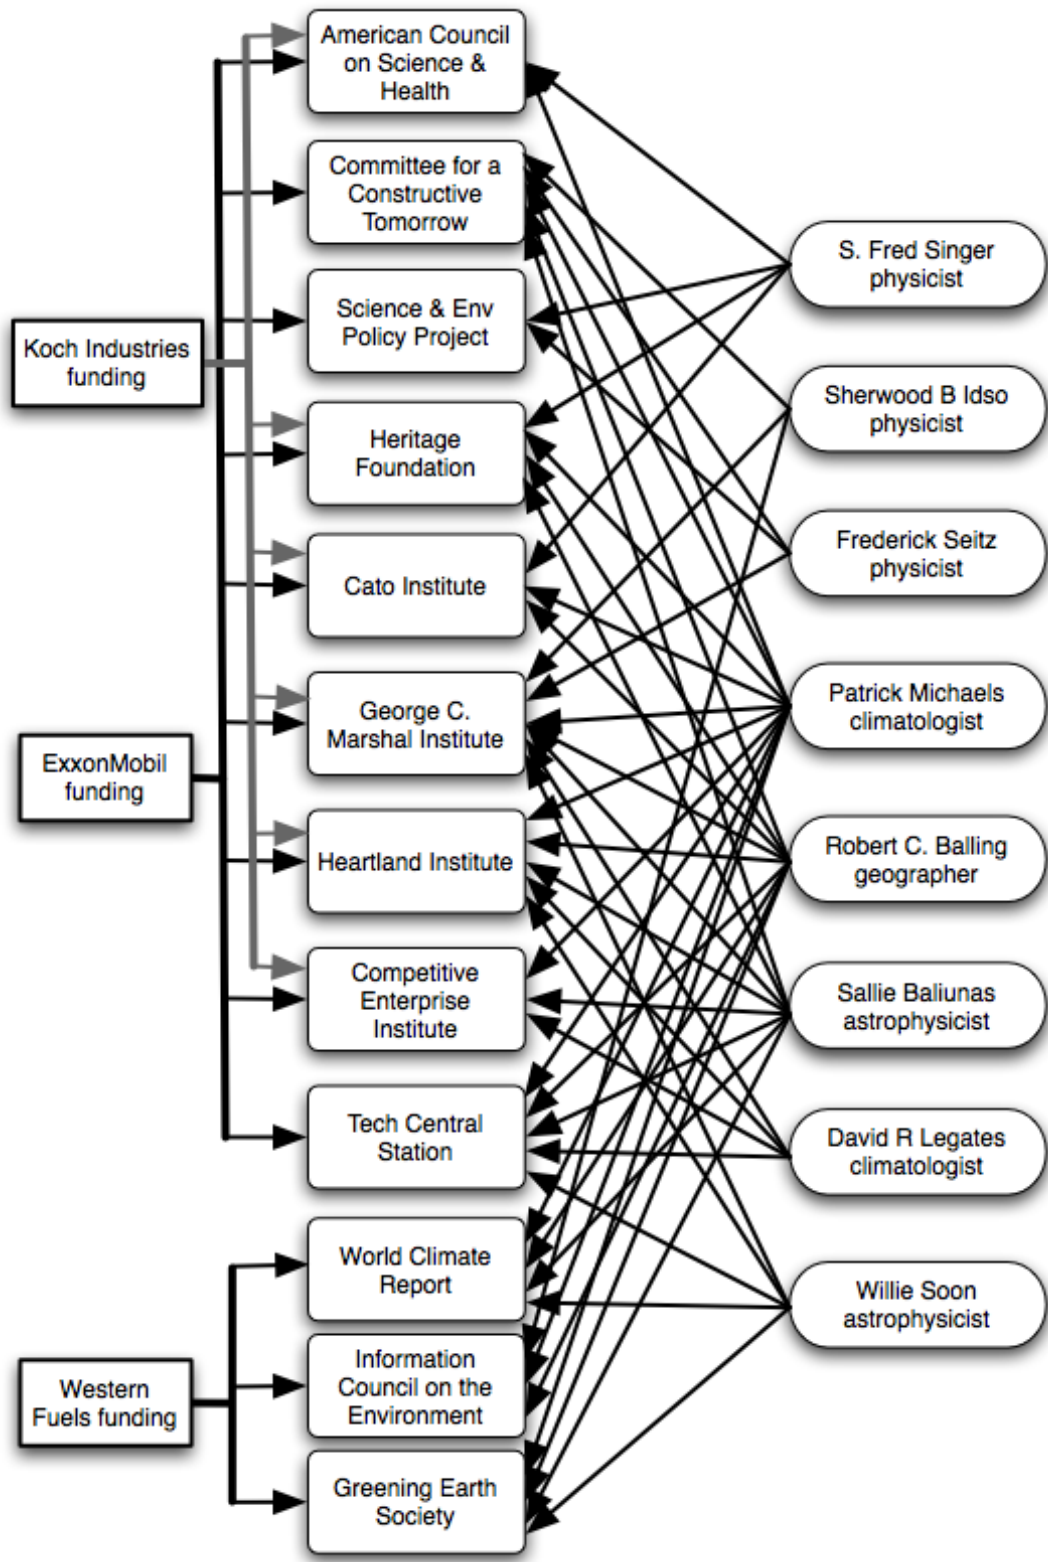 American Council
on Science &
Health
Committee for a
Constructive
Tomorrow
Science & Env
Policy Project
Heritage
Foundation
Cato Institute
George C.
Marshal Institute
Heartland Institute
Competitive
Enterprise
Institute
Tech Central
Station
World Climate
Report
Information
Council on the
Environment
Greening Earth
Society
Koch Industries
funding
ExxonMobil
funding
Western
Fuels funding
S. Fred Singer
physicist
Sherwood B Idso
physicist
Frederick Seitz
physicist
Patrick Michaels
climatologist
Robert C. Balling
geographer
Sallie Baliunas
astrophysicist
David R Legates
climatologist
Willie Soon
astrophysicist